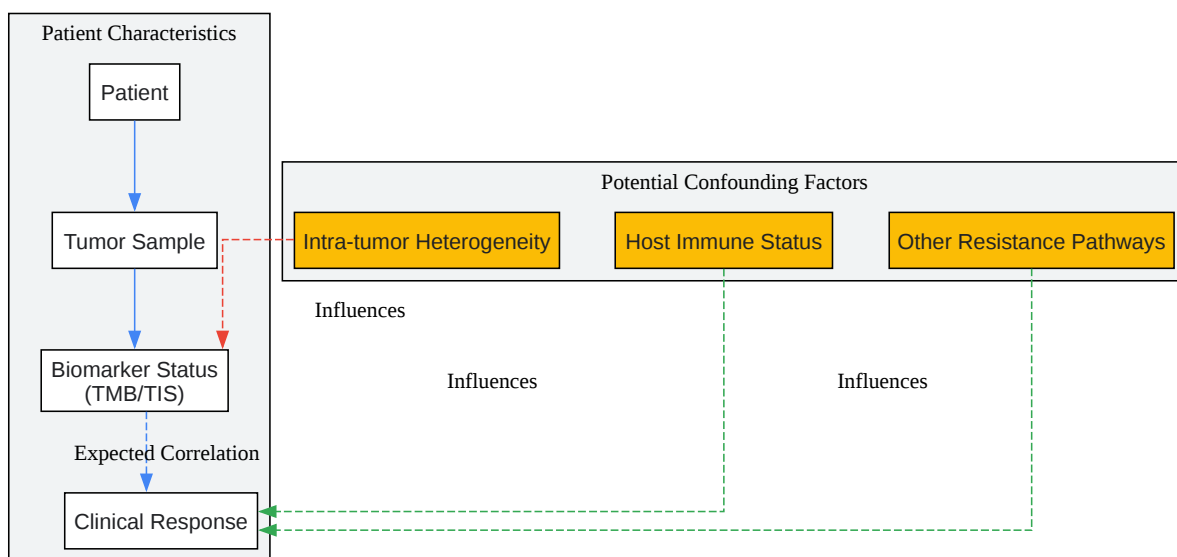 Patient Characteristics
Patient
Potential Confounding Factors
Tumor Sample
Intra-tumor Heterogeneity
Host Immune Status
Other Resistance Pathways
Influences
Biomarker Status
(TMB/TIS)
Influences
Influences
Expected Correlation
Clinical Response